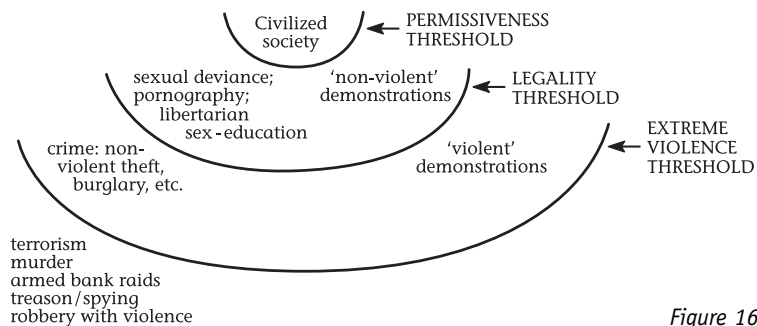 Civilized
society
PERMISSIVENESS
THRESHOLD
sexual deviance;
pornography;
libertarian
sex-education
'non-violent'
demonstrations
LEGALITY
THRESHOLD
crime: non-
violent theft,
burglary, etc.
'violent'
demonstrations
EXTREME
VIOLENCE
THRESHOLD
terrorism
murder
armed bank raids
treason/spying
robbery with violence
Figure 16